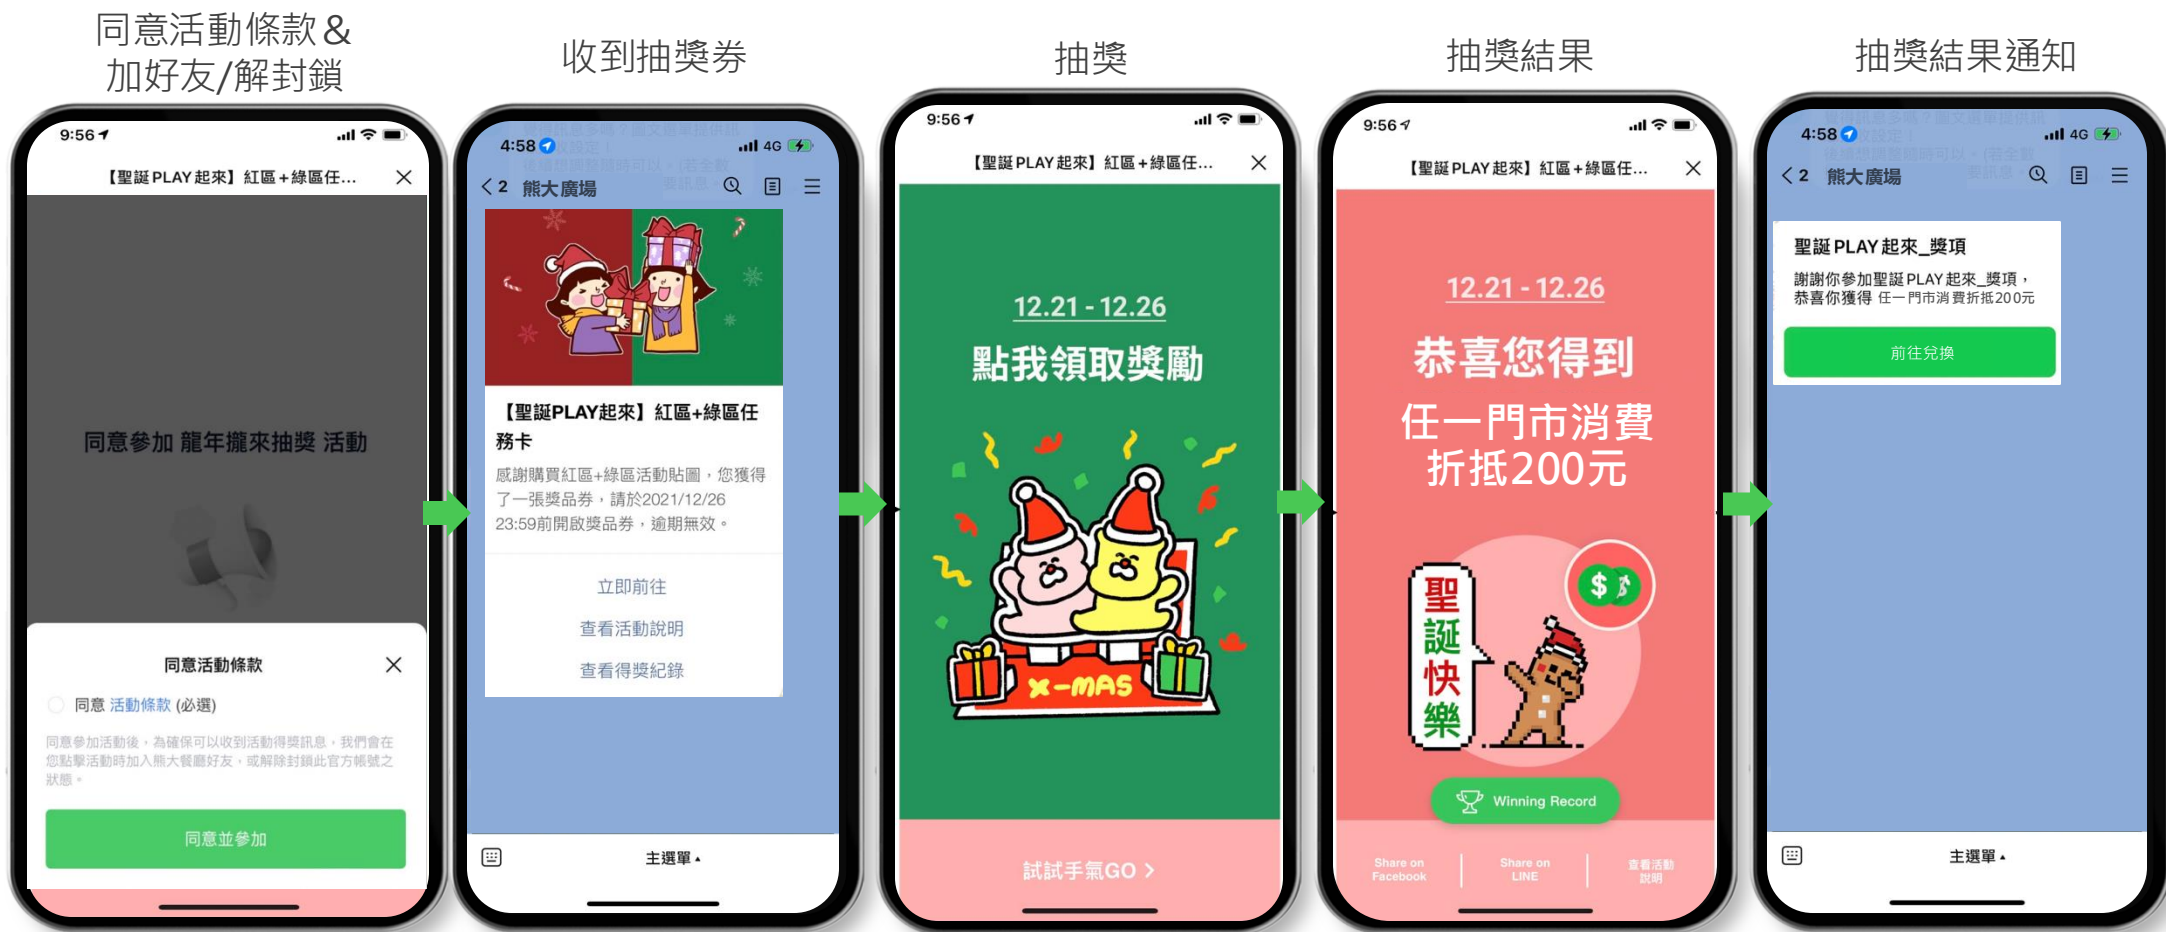 同意活動條款&
加好友/解封鎖
收到抽獎券
抽獎
抽獎結果
抽獎結果通知
9:56
【聖誕PLAY起來】紅區+綠區任...
同意參加 龍年攏來抽獎 活動
同意活動條款
同意 活動條款 (必選)
同意參加活動後，為確保可以收到活動得獎訊息，我們會在
您點擊活動時加入熊大餐廳好友，或解除封鎖此官方帳號之
狀態。
同意並參加
4:58
4G
2 熊大廣場
【聖誕PLAY起來】紅區+綠區任
務卡
感謝購買紅區+綠區活動貼圖，您獲得
了一張獎品券，請於2021/12/26
23:59前開啟獎品券，逾期無效。
立即前往
查看活動說明
查看得獎紀錄
主選單
9:56
【聖誕PLAY起來】紅區+綠區任...
12.21 - 12.26
點我領取獎勵
X-MAS
試試手氣GO >
9:56
【聖誕PLAY起來】紅區+綠區任...
12.21 - 12.26
恭喜您得到
任一門市消費
折抵200元
聖誕快樂
$ $
Winning Record
Share on
Facebook
Share on
LINE
查看活動
說明
4:58
4G
2 熊大廣場
聖誕PLAY起來_獎項
謝謝你參加聖誕PLAY起來_獎項，
恭喜你獲得 任一門市消費折抵200元
前往兌換
主選單